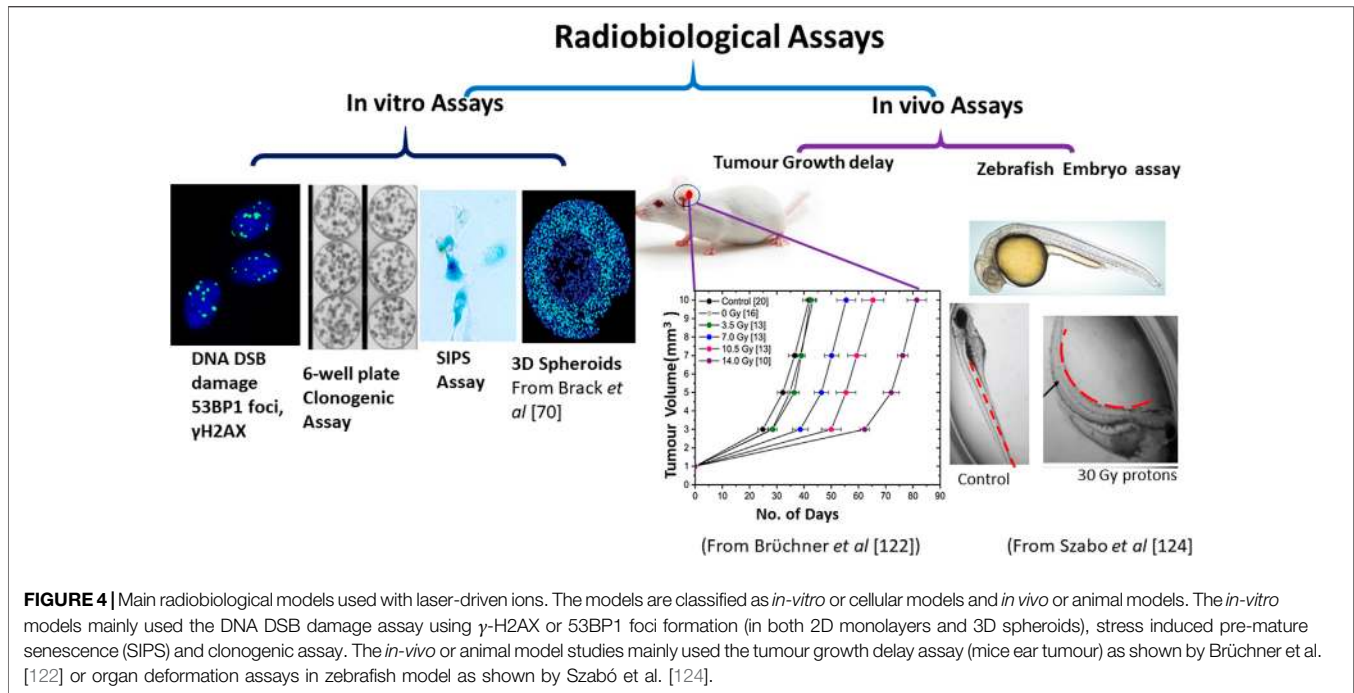 Radiobiological Assays
In vitro Assays
In vivo Assays
Tumour Growth delay
Zebrafish Embryo assay
DNA DSB
damage
53BP1 foci,
γH2AX
6-well plate
Clonogenic
Assay
SIPS
Assay
3D Spheroids
From Brack et
al [70]
Tumour Volume(mm³)
10
9
8
7
6
5
4
3
2
1
0
Control [20]
0 Gy [16]
3.5 Gy [13]
7.0 Gy [13]
10.5 Gy [13]
14.0 Gy [10]
0 10 20 30 40 50 60 70 80 90
No. of Days
(From Brüchner et al [122])
Control
30 Gy protons
(From Szabo et al [124]
FIGURE 4 | Main radiobiological models used with laser-driven ions. The models are classified as in-vitro or cellular models and in vivo or animal models. The in-vitro
models mainly used the DNA DSB damage assay using γ-H2AX or 53BP1 foci formation (in both 2D monolayers and 3D spheroids), stress induced pre-mature
senescence (SIPS) and clonogenic assay. The in-vivo or animal model studies mainly used the tumour growth delay assay (mice ear tumour) as shown by Brüchner et al.
[122] or organ deformation assays in zebrafish model as shown by Szabó et al. [124].